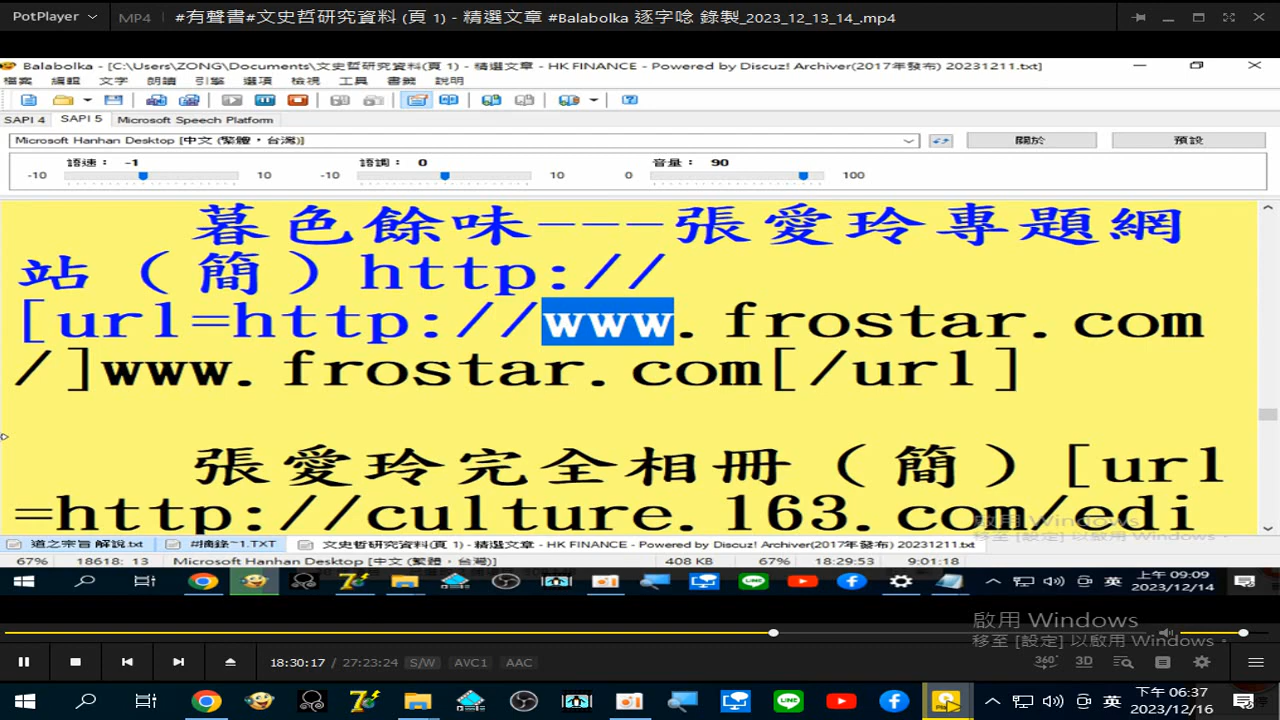 PotPlayer MP4 #有聲書#文史哲研究資料 (頁 1) - 精選文章 #Balabolka 逐字唸 錄製_2023_12_13_14_.mp4
Balabolka - [C:\Users\ZONG\Documents\文史哲研究資料(頁 1) - 精選文章 - HK FINANCE - Powered by Discuz! Archiver(2017年發布) 20231211.txt]
檔案 編輯 文字 朗讀 引擎 選項 檢視 工具 書籤 說明
SAPI 4 SAPI 5 Microsoft Speech Platform
Microsoft Hanhan Desktop [中文 (繁體，台灣)] 關於 預設
語速： -1 語調： 0 音量： 90
-10 10 -10 10 0 100
暮色餘味---張愛玲專題網
站（簡）http://
[url=http://www.frostar.com
/]www.frostar.com[/url]
張愛玲完全相冊（簡）[url
=http://culture.163.com/edi
啟用 Windows
移至 [設定] 以啟用 Windows。
道之宗旨 解說.txt #摘錄~1.TXT 文史哲研究資料(頁 1) - 精選文章 - HK FINANCE - Powered by Discuz! Archiver(2017年發布) 20231211.txt
67% 18618: 13 Microsoft Hanhan Desktop [中文 (繁體，台灣)] 408 KB 67% 18:29:53 9:01:18
英 上午 09:09
2023/12/14
啟用 Windows
移至 [設定] 以啟用 Windows。
18:30:17 / 27:23:24 S/W AVC1 AAC 360° 3D
英 下午 06:37
2023/12/16